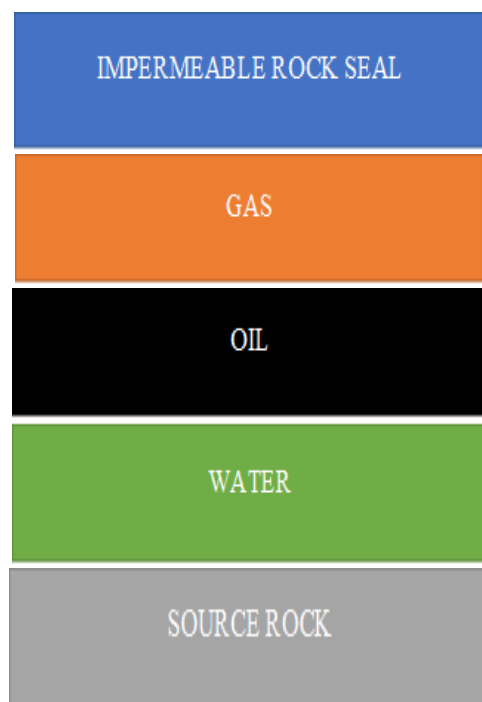 IMPERMEABLE ROCK SEAL
GAS
OIL
WATER
SOURCE ROCK